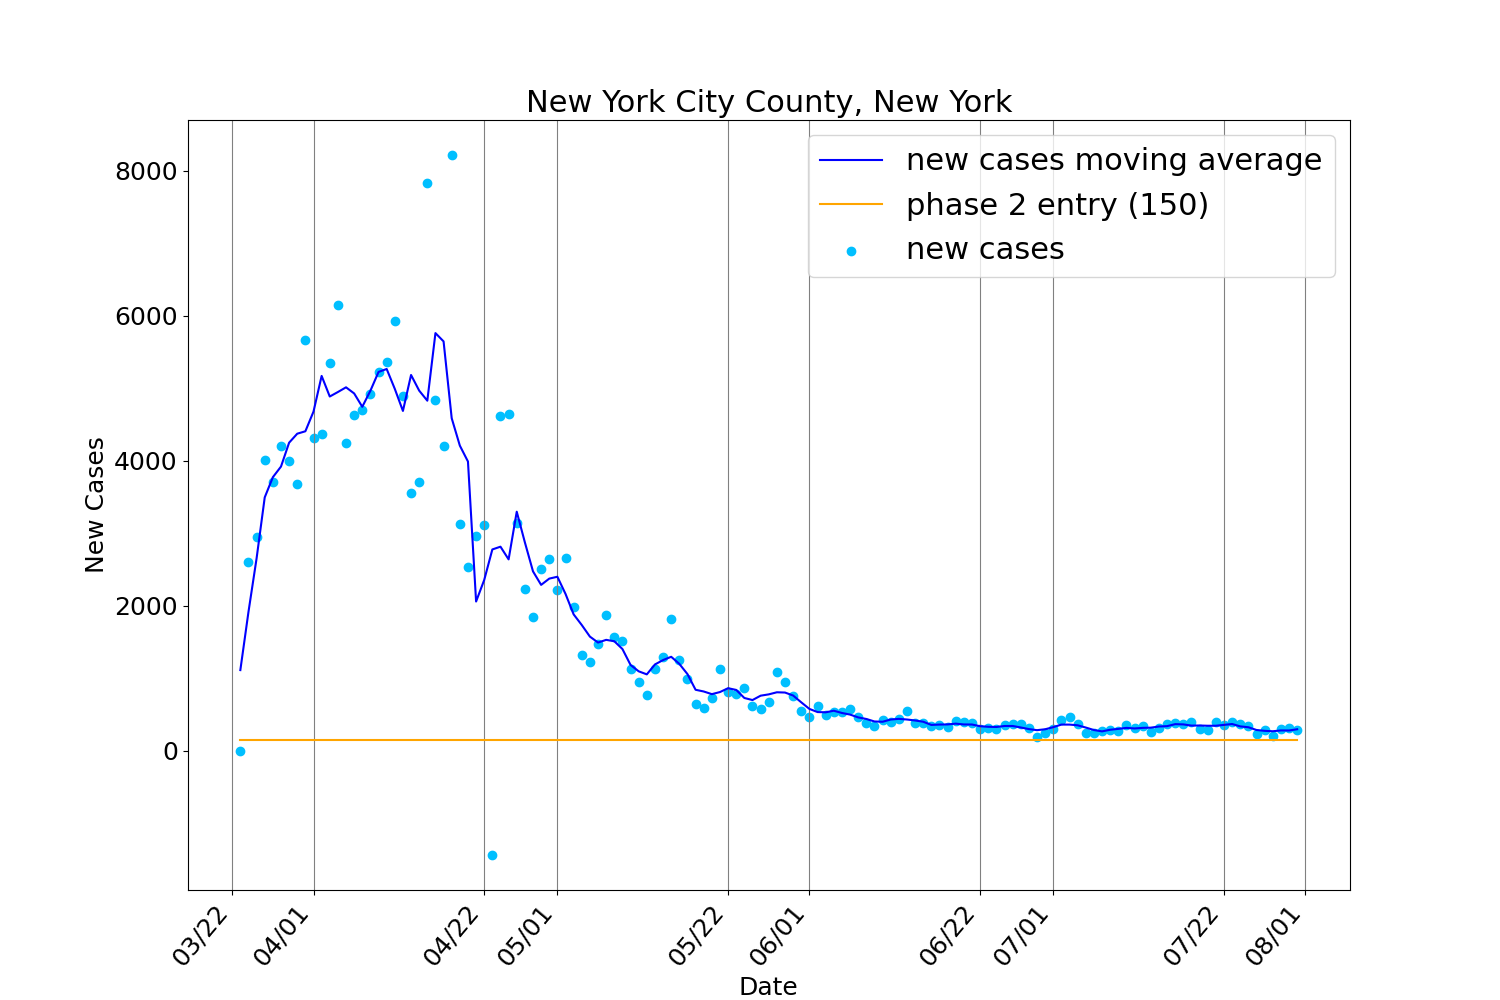 New York City County, New York
new cases moving average
phase 2 entry (150)
new cases
8000
6000
4000
2000
0
New Cases
03/22
04/01
04/22
05/01
05/22
06/01
06/22
07/01
07/22
08/01
Date